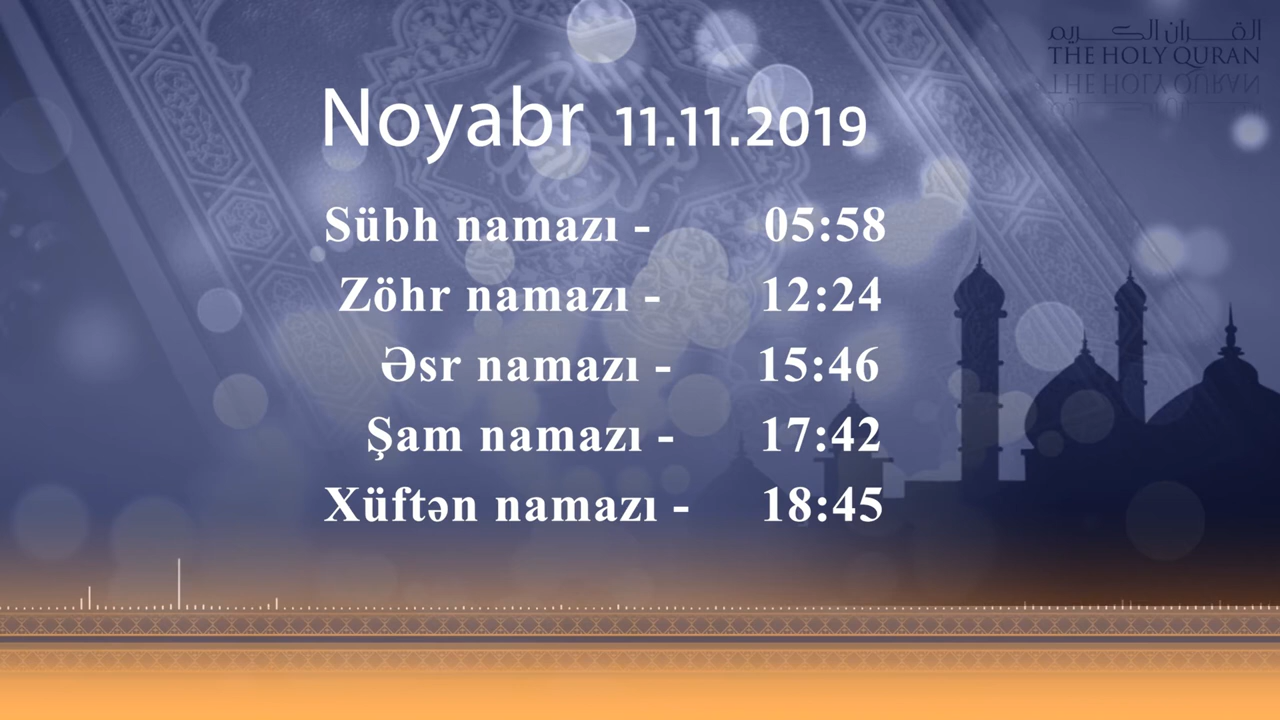 القرآن الكريم
THE HOLY QURAN
Noyabr 11.11.2019
Sübh namazı - 05:58
Zöhr namazı - 12:24
Əsr namazı - 15:46
Şam namazı - 17:42
Xüftən namazı - 18:45